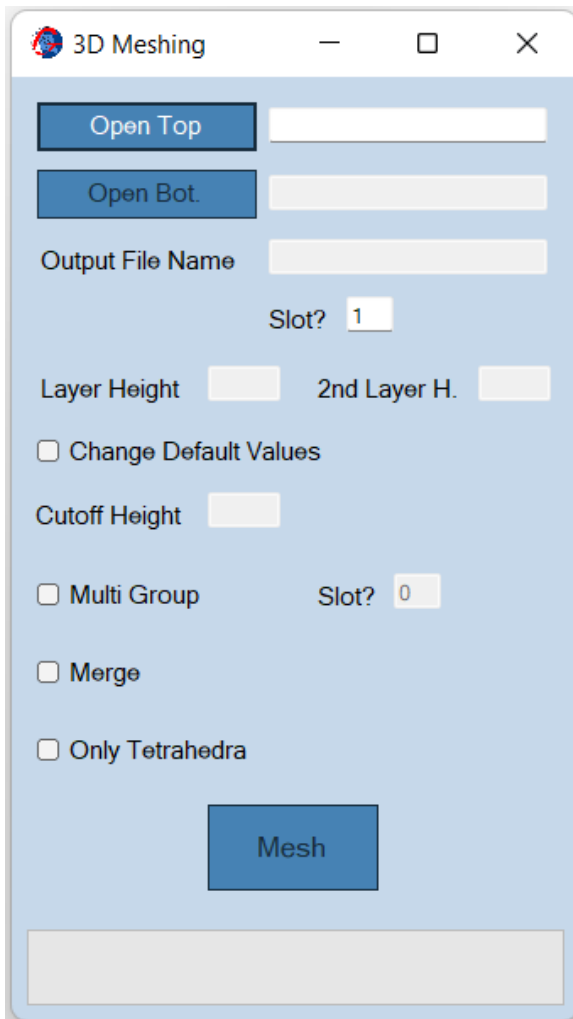 3D Meshing
Open Top
Open Bot.
Output File Name
Slot? 1
Layer Height 2nd Layer H.
Change Default Values
Cutoff Height
Multi Group Slot? 0
Merge
Only Tetrahedra
Mesh